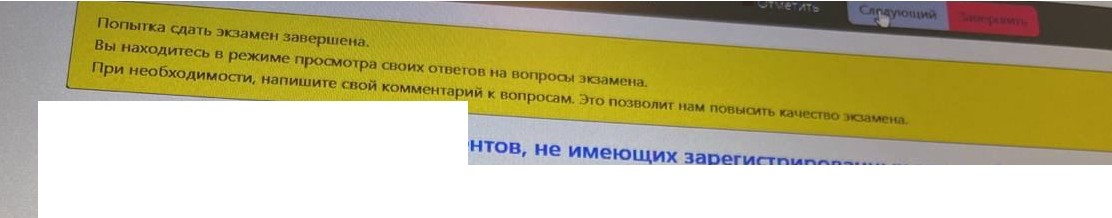 Отметить Следующий Завершить
Попытка сдать экзамен завершена.
Вы находитесь в режиме просмотра своих ответов на вопросы экзамена.
При необходимости, напишите свой комментарий к вопросам. Это позволит нам повысить качество экзамена.
нтов, не имеющих